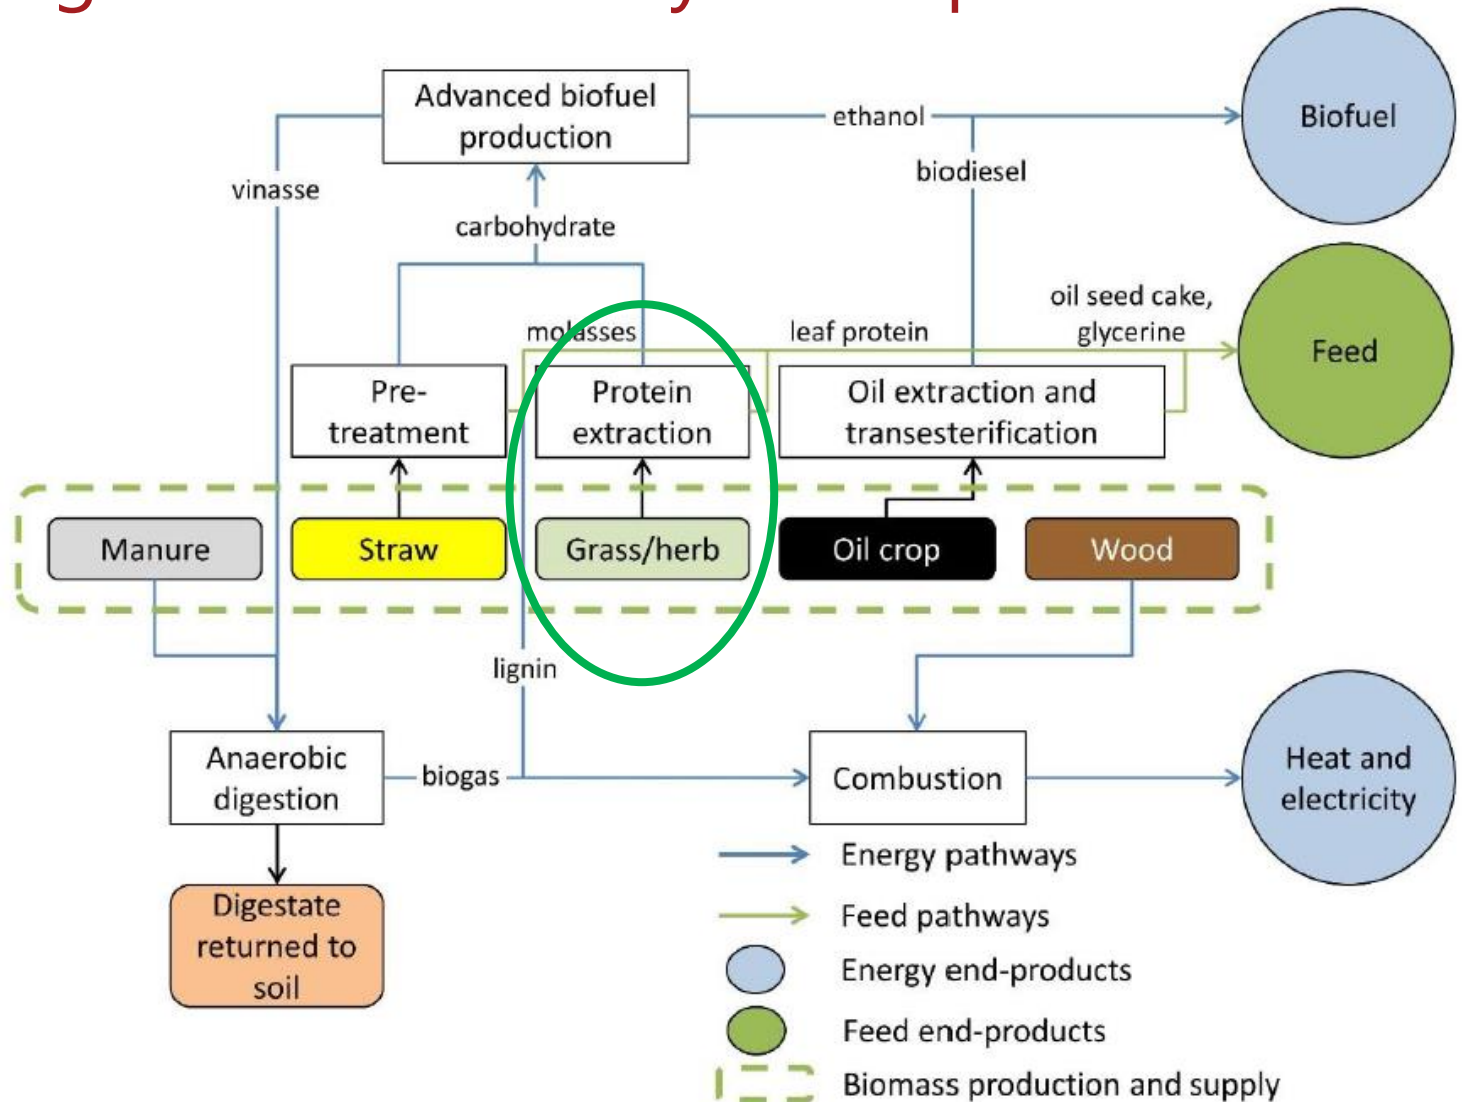 Advanced biofuel
production
ethanol
Biofuel
biodiesel
vinasse
carbohydrate
oil seed cake,
glycerine
molasses
leaf protein
Feed
Pre-
treatment
Protein
extraction
Oil extraction and
transesterification
Manure
Straw
Grass/herb
Oil crop
Wood
lignin
Anaerobic
digestion
biogas
Combustion
Heat and
electricity
Digestate
returned to
soil
Energy pathways
Feed pathways
Energy end-products
Feed end-products
Biomass production and supply